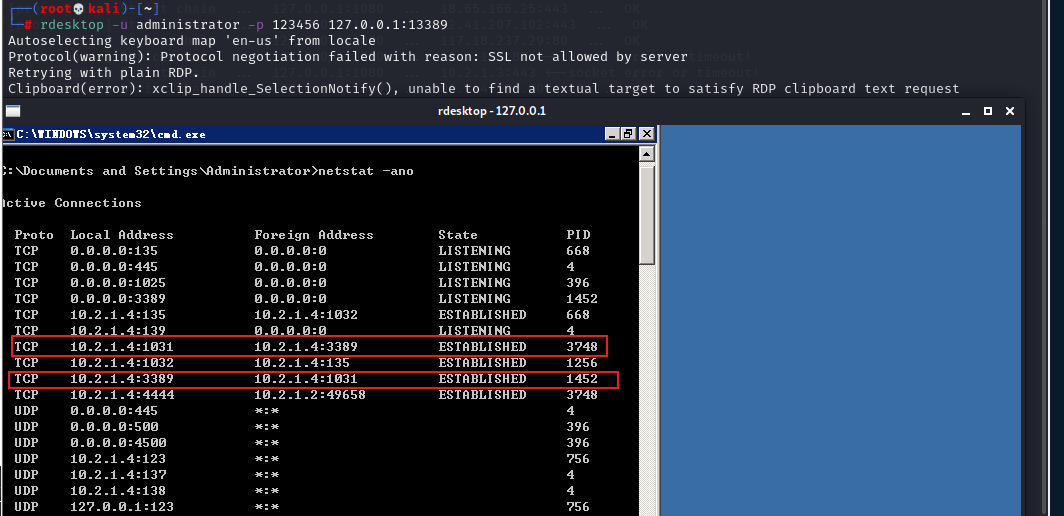 ┌──(root💀kali)-[~]
└─# rdesktop -u administrator -p 123456 127.0.0.1:13389
Autoselecting keyboard map 'en-us' from locale
Protocol(warning): Protocol negotiation failed with reason: SSL not allowed by server
Retrying with plain RDP.
Clipboard(error): xclip_handle_SelectionNotify(), unable to find a textual target to satisfy RDP clipboard text request
rdesktop - 127.0.0.1
C:\WINDOWS\system32\cmd.exe
C:\Documents and Settings\Administrator>netstat -ano
Active Connections
Proto Local Address Foreign Address State PID
TCP 0.0.0.0:135 0.0.0.0:0 LISTENING 668
TCP 0.0.0.0:445 0.0.0.0:0 LISTENING 4
TCP 0.0.0.0:1025 0.0.0.0:0 LISTENING 396
TCP 0.0.0.0:3389 0.0.0.0:0 LISTENING 1452
TCP 10.2.1.4:135 10.2.1.4:1032 ESTABLISHED 668
TCP 10.2.1.4:139 0.0.0.0:0 LISTENING 4
TCP 10.2.1.4:1031 10.2.1.4:3389 ESTABLISHED 3748
TCP 10.2.1.4:1032 10.2.1.4:135 ESTABLISHED 1256
TCP 10.2.1.4:3389 10.2.1.4:1031 ESTABLISHED 1452
TCP 10.2.1.4:4444 10.2.1.2:49658 ESTABLISHED 3748
UDP 0.0.0.0:445 *:* 4
UDP 0.0.0.0:500 *:* 396
UDP 0.0.0.0:4500 *:* 396
UDP 10.2.1.4:123 *:* 756
UDP 10.2.1.4:137 *:* 4
UDP 10.2.1.4:138 *:* 4
UDP 127.0.0.1:123 *:* 756